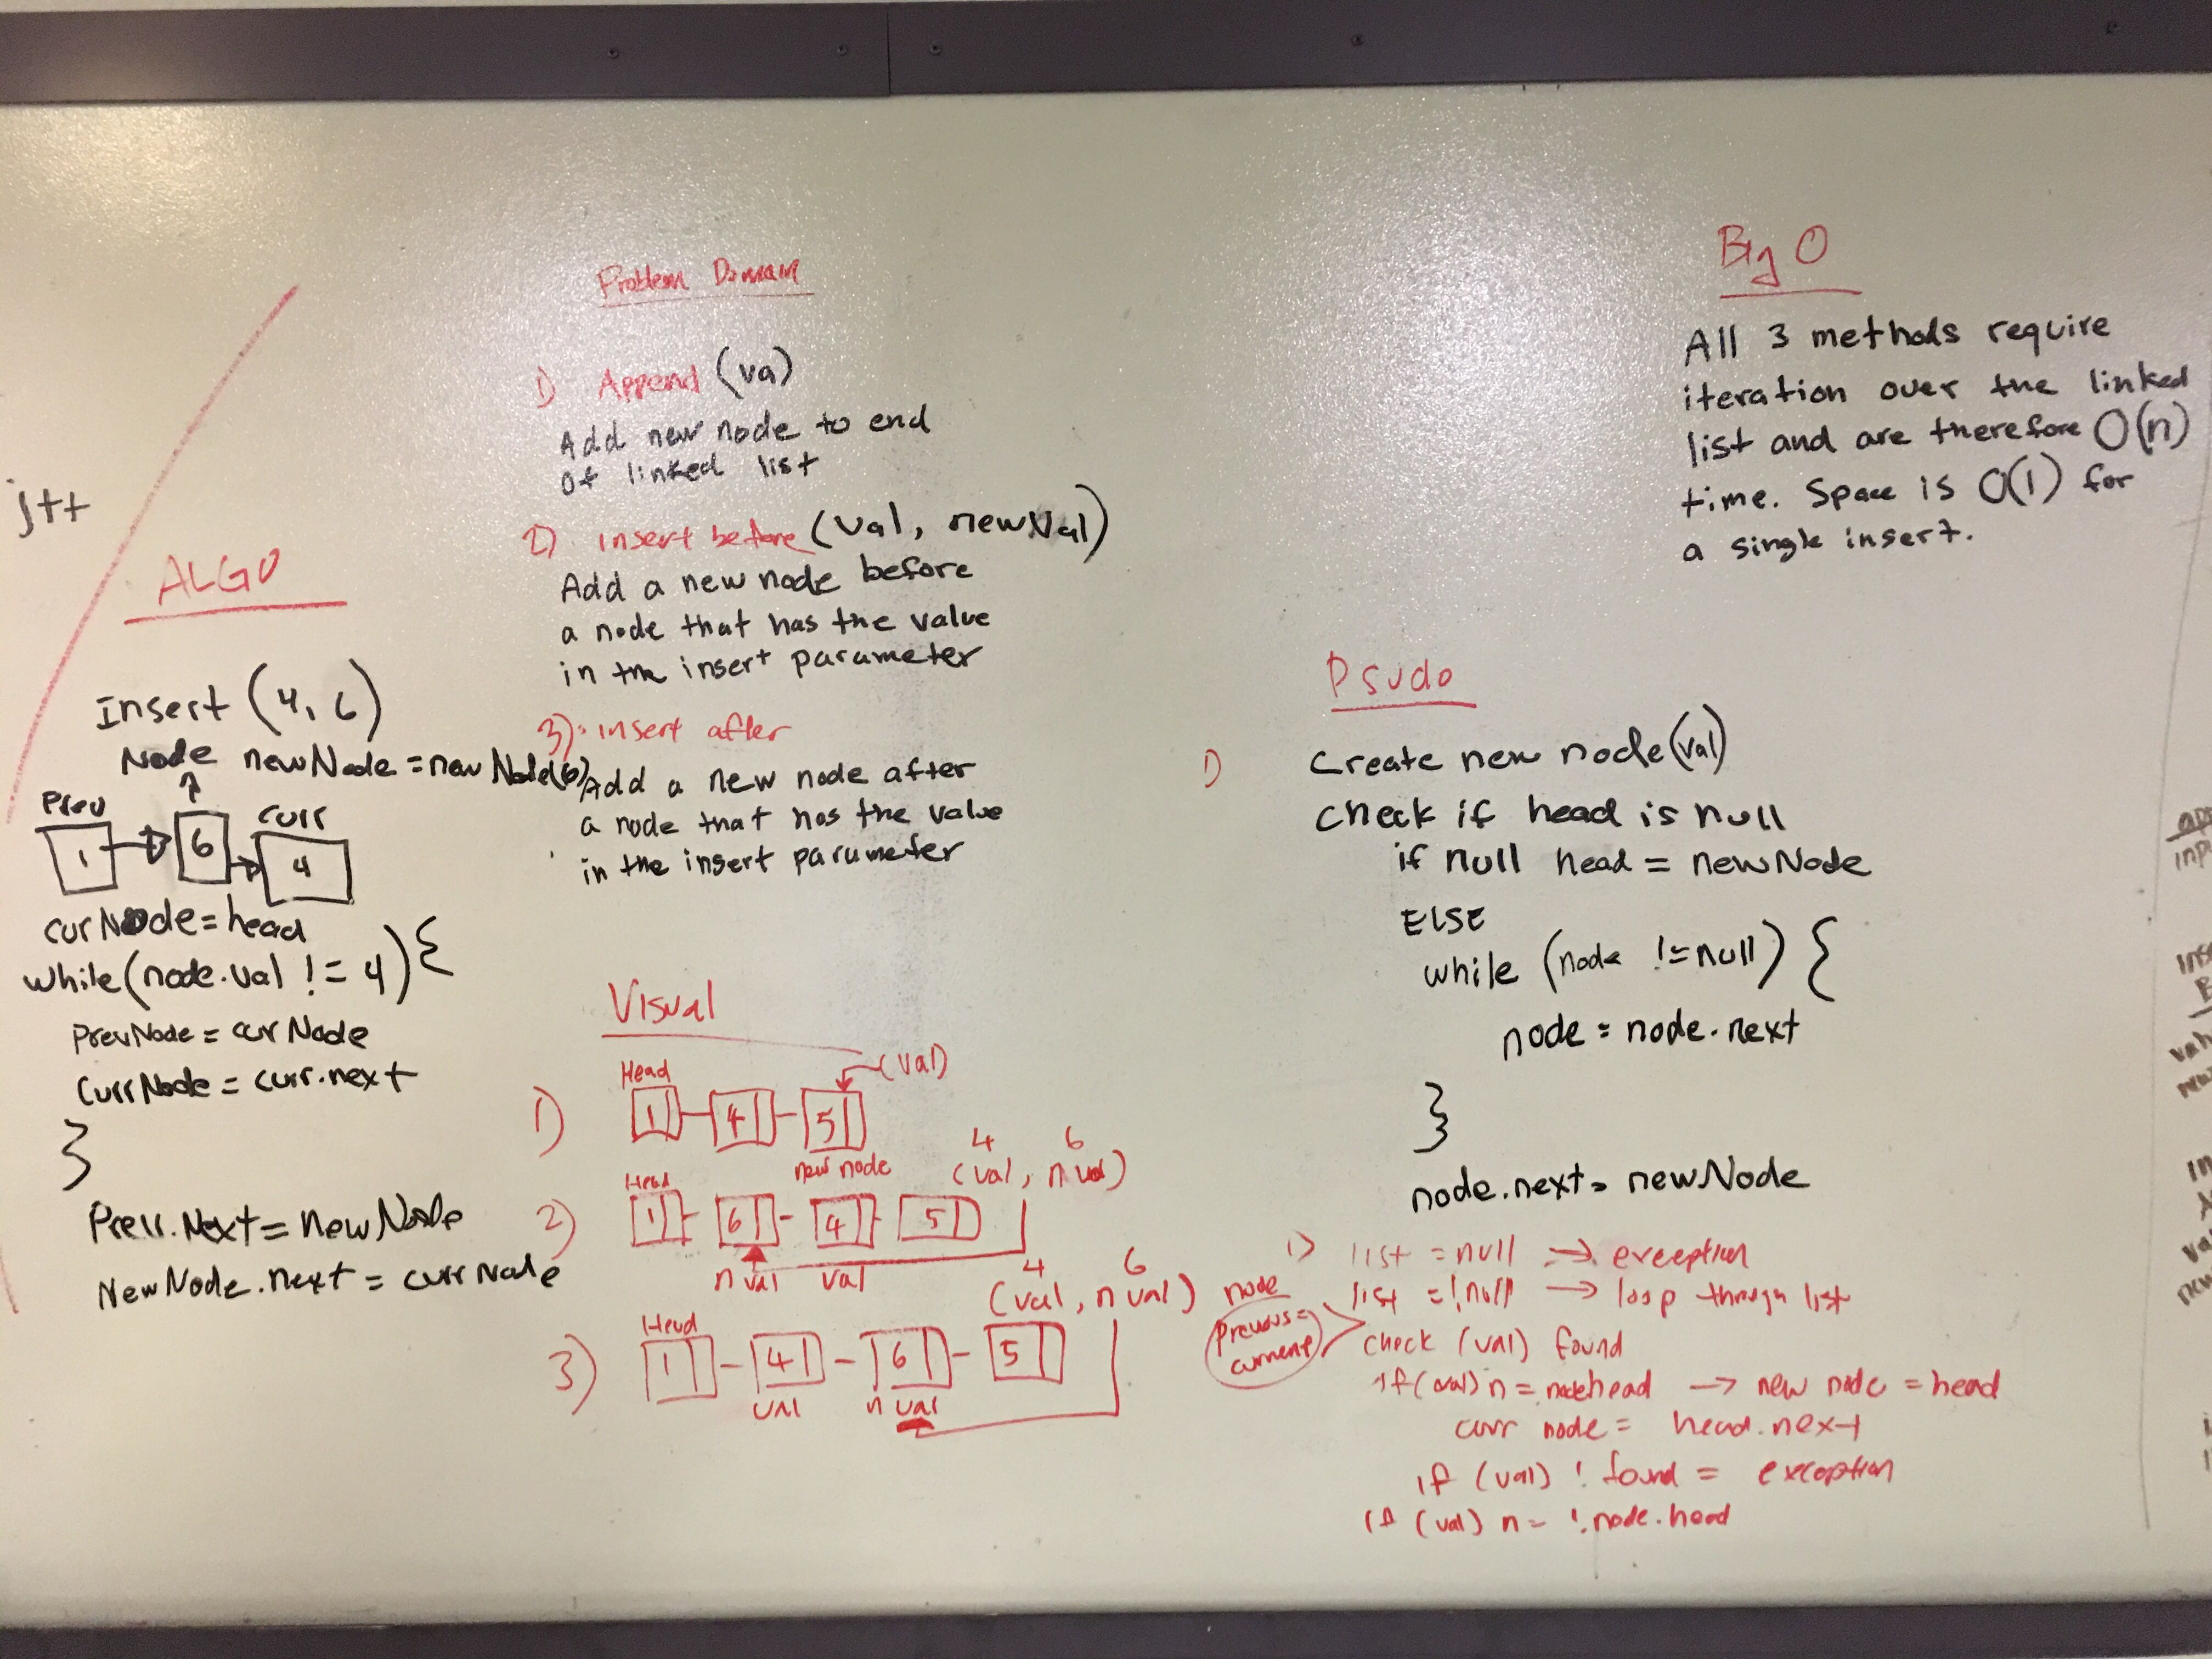 j++
ALGO
Insert (4, 6)
Node newNode = new Node(6)
Prev
curr
1
6
4
curNode = head
while (node.val != 4) {
PrevNode = curNode
CurrNode = curr.next
}
Prev.Next = newNode
NewNode.next = currNode
Problem Domain
1) Append (va)
Add new node to end
of linked list
2) insert before (val, newVal)
Add a new node before
a node that has the value
in the insert parameter
3) insert after
Add a new node after
a node that has the value
in the insert parameter
Visual
(val)
Head
1) 1 4 5
new node
4 6
(val, n val)
Head
2) 1 6 4 5
n val val
4 6
(val, n val)
Head
3) 1 4 6 5
val n val
Big O
All 3 methods require
iteration over the linked
list and are therefore O(n)
time. Space is O(1) for
a single insert.
Psudo
1) Create new node (val)
check if head is null
if null head = newNode
ELSE
while (node != null) {
node = node.next
}
node.next = newNode
1) list = null → exception
list = !null → loop through list
node
previous =
current
check (val) found
if (val) n = node head → new node = head
curr node = head.next
if (val) ! found = exception
if (val) n = !.node.head